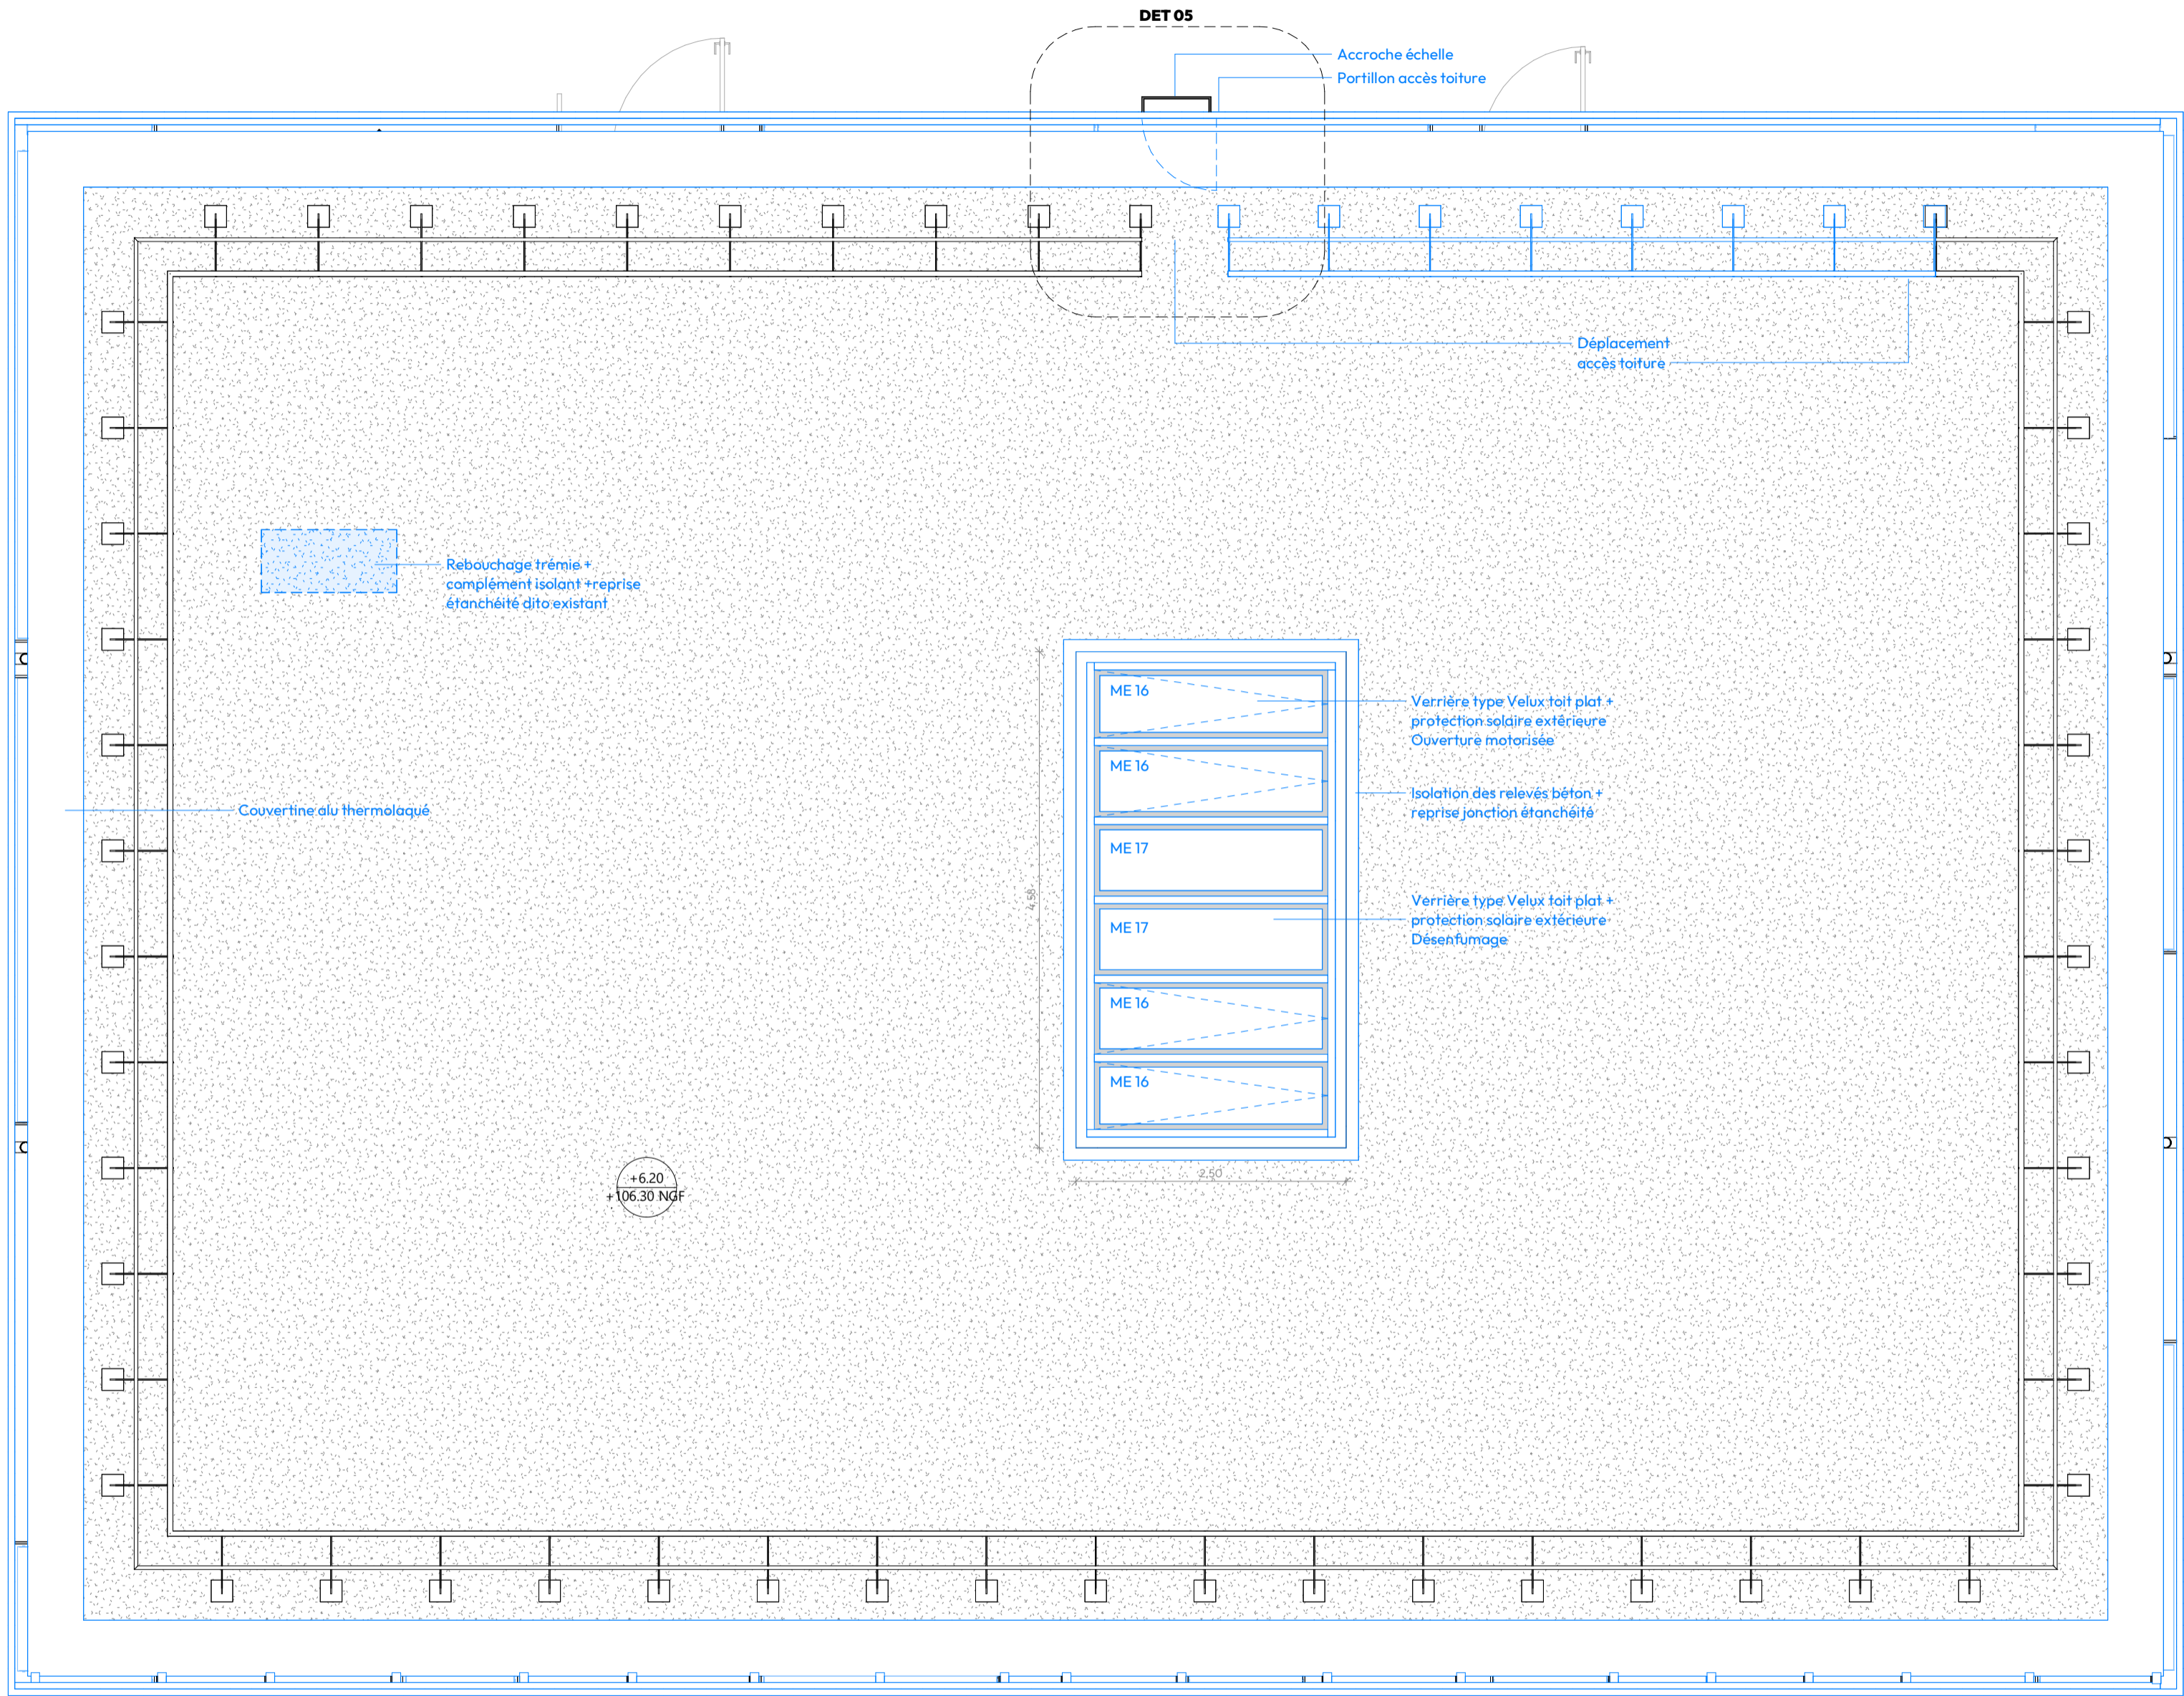 DET 05
Accroche échelle
Portillon accès toiture
Déplacement
accès toiture
Rebouchage trémie +
complément isolant +reprise
étanchéité dito existant
ME 16
Verrière type Velux toit plat +
protection solaire extérieure
Ouverture motorisée
ME 16
Isolation des relevés béton +
reprise jonction étanchéité
Couvertine alu thermolaqué
ME 17
4.58
Verrière type Velux toit plat +
protection solaire extérieure
Désenfumage
ME 17
ME 16
ME 16
2.50
+6.20
+106.30 NGF